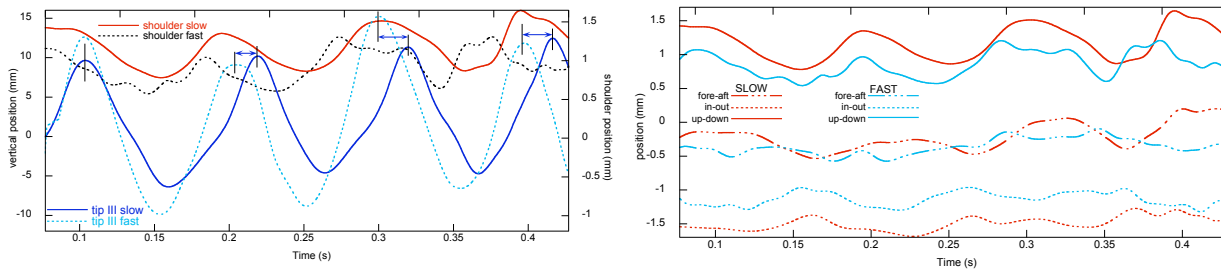 shoulder slow
shoulder fast
15
10
5
0
-5
10
vertical position (mm)
1.5
1
0.5
0
-0.5
-1
shoulder position (mm)
tip III slow
tip III fast
0.1
0.15
0.2
0.25
0.3
0.35
0.4
Time (s)
1.5
1
0.5
0
-0.5
-1
-1.5
position (mm)
SLOW
FAST
fore-aft
fore-aft
in-out
in-out
up-down
up-down
0.1
0.15
0.2
0.25
0.3
0.35
0.4
Time (s)